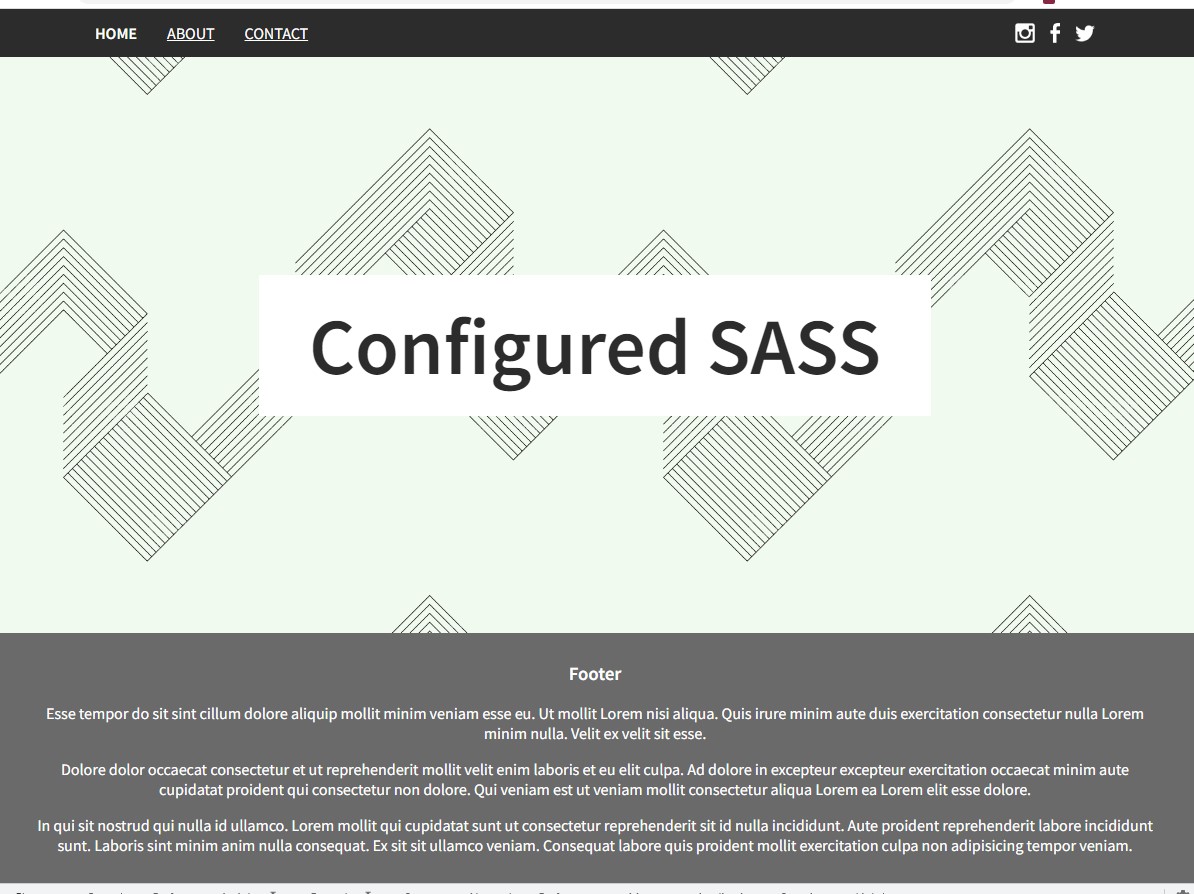 HOME ABOUT CONTACT
Configured SASS
Footer
Esse tempor do sit sint cillum dolore aliquip mollit minim veniam esse eu. Ut mollit Lorem nisi aliqua. Quis irure minim aute duis exercitation consectetur nulla Lorem
minim nulla. Velit ex velit sit esse.
Dolore dolor occaecat consectetur et ut reprehenderit mollit velit enim laboris et eu elit culpa. Ad dolore in excepteur excepteur exercitation occaecat minim aute
cupidatat proident qui consectetur non dolore. Qui veniam est ut veniam mollit consectetur aliqua Lorem ea Lorem elit esse dolore.
In qui sit nostrud qui nulla id ullamco. Lorem mollit qui cupidatat sunt ut consectetur reprehenderit sit id nulla incididunt. Aute proident reprehenderit labore incididunt
sunt. Laboris sint minim anim nulla consequat. Ex sit sit ullamco veniam. Consequat labore quis proident mollit exercitation culpa non adipisicing tempor veniam.